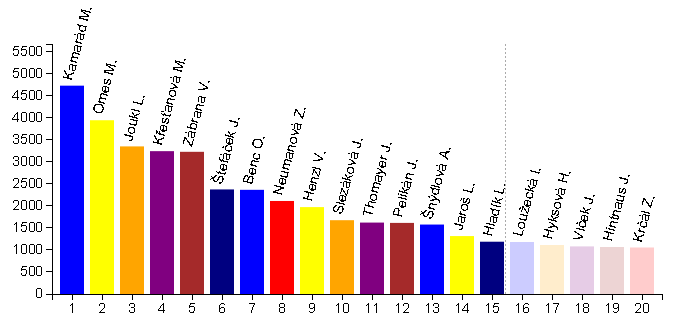 5500
5000
4500
4000
3500
3000
2500
2000
1500
1000
500
0
Kamarád M.
Omes M.
Joukl L.
Křesťanová M.
Zábrana V.
Štefáček J.
Benc O.
Neumanová Z.
Henzl V.
Slezáková J.
Thomayer J.
Pelikán J.
Šnýdlová A.
Jaroš L.
Hladík L.
Loužecká I.
Hyksová H.
Vlček J.
Hintnaus J.
Krčál Z.
1 2 3 4 5 6 7 8 9 10 11 12 13 14 15 16 17 18 19 20